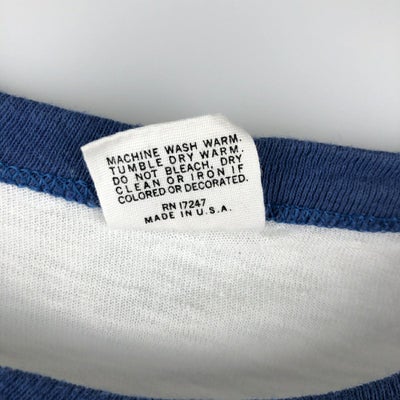 MACHINE WASH WARM.
TUMBLE DRY WARM.
DO NOT BLEACH, DRY
CLEAN OR IRON IF
COLORED OR DECORATED.
RN 17247
MADE IN U.S.A.